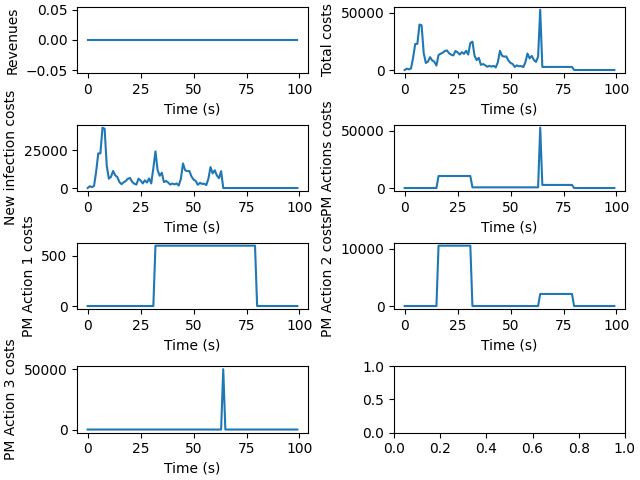 Revenues
0.05
0.00
−0.05
0 25 50 75 100
Time (s)
Total costs
50000
0
0 25 50 75 100
Time (s)
New infection costs
25000
0
0 25 50 75 100
Time (s)
PM Actions costs
50000
0
0 25 50 75 100
Time (s)
PM Action 1 costs
500
0
0 25 50 75 100
Time (s)
PM Action 2 costs
10000
0
0 25 50 75 100
Time (s)
PM Action 3 costs
50000
0
0 25 50 75 100
Time (s)
1.0
0.5
0.0
0.0 0.2 0.4 0.6 0.8 1.0